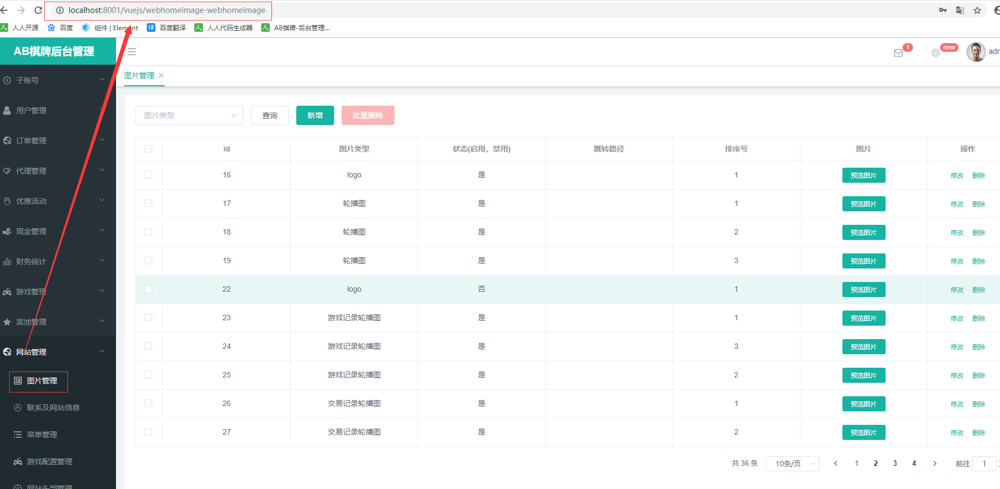 localhost:8001/vuejs/webhomeimage-webhomeimage
人人开源 百度 组件 | Element 百度翻译 人人代码生成器 AB棋牌-后台管理...
AB棋牌后台管理
1 new adm
图片管理
子账号
用户管理
订单管理
代理管理
优惠活动
现金管理
财务统计
游戏管理
奖池管理
网站管理
图片管理
联系及网站信息
菜单管理
游戏配置管理
网站头部管理
图片类型 查询 新增 批量删除
id 图片类型 状态(启用，禁用) 跳转路径 排序号 图片 操作
16 logo 是 1 预览图片 修改 删除
17 轮播图 是 1 预览图片 修改 删除
18 轮播图 是 2 预览图片 修改 删除
19 轮播图 是 3 预览图片 修改 删除
22 logo 否 1 预览图片 修改 删除
23 游戏记录轮播图 是 1 预览图片 修改 删除
24 游戏记录轮播图 是 3 预览图片 修改 删除
25 游戏记录轮播图 是 2 预览图片 修改 删除
26 交易记录轮播图 是 1 预览图片 修改 删除
27 交易记录轮播图 是 2 预览图片 修改 删除
共 36 条 10条/页 1 2 3 4 前往 1